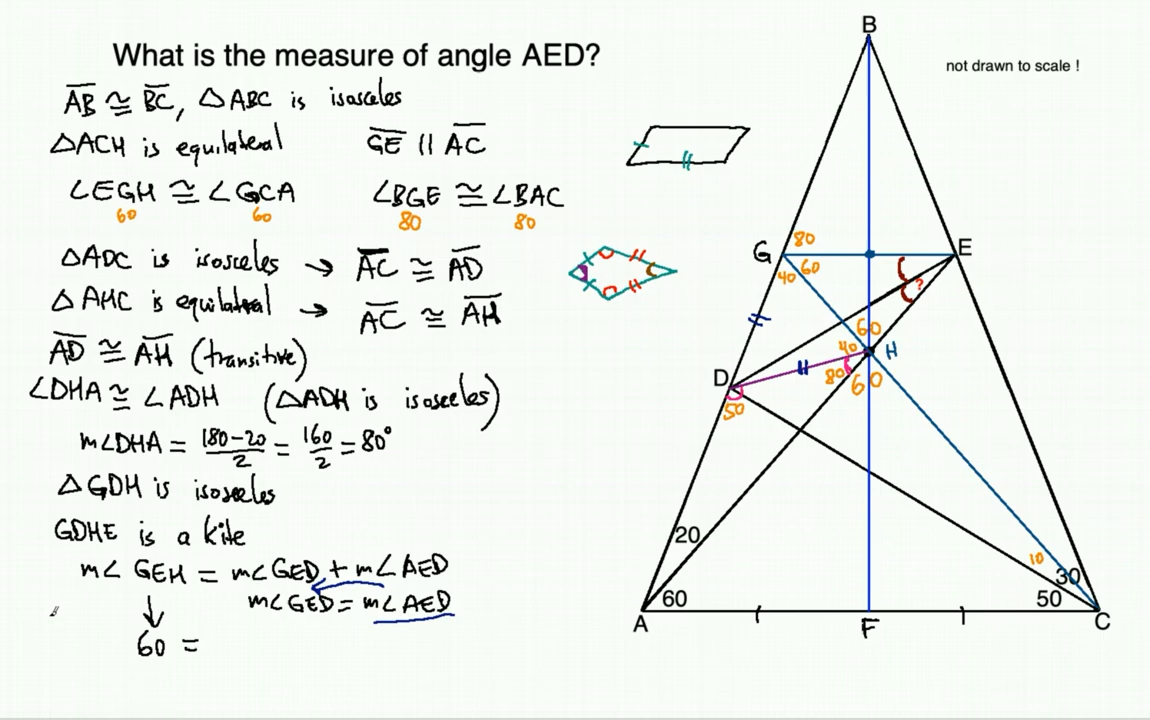 What is the measure of angle AED?
not drawn to scale !
AB ≅ BC, △ABC is isosceles
△ACH is equilateral GE || AC
∠EGH ≅ ∠GCA ∠BGE ≅ ∠BAC
60 60 80 80
△ADC is isosceles → AC ≅ AD
△AHC is equilateral → AC ≅ AH
AD ≅ AH (transitive)
∠DHA ≅ ∠ADH (△ADH is isosceles)
m∠DHA = 180-20/2 = 160/2 = 80°
△GDH is isosceles
GDHE is a kite
m∠ GEH = m∠GED + m∠AED
m∠GED = m∠AED
↓
60 =
B
G 80 E
40 60 ?
60
40 H
D 80 60
50
20
10
60 50 30
A F C